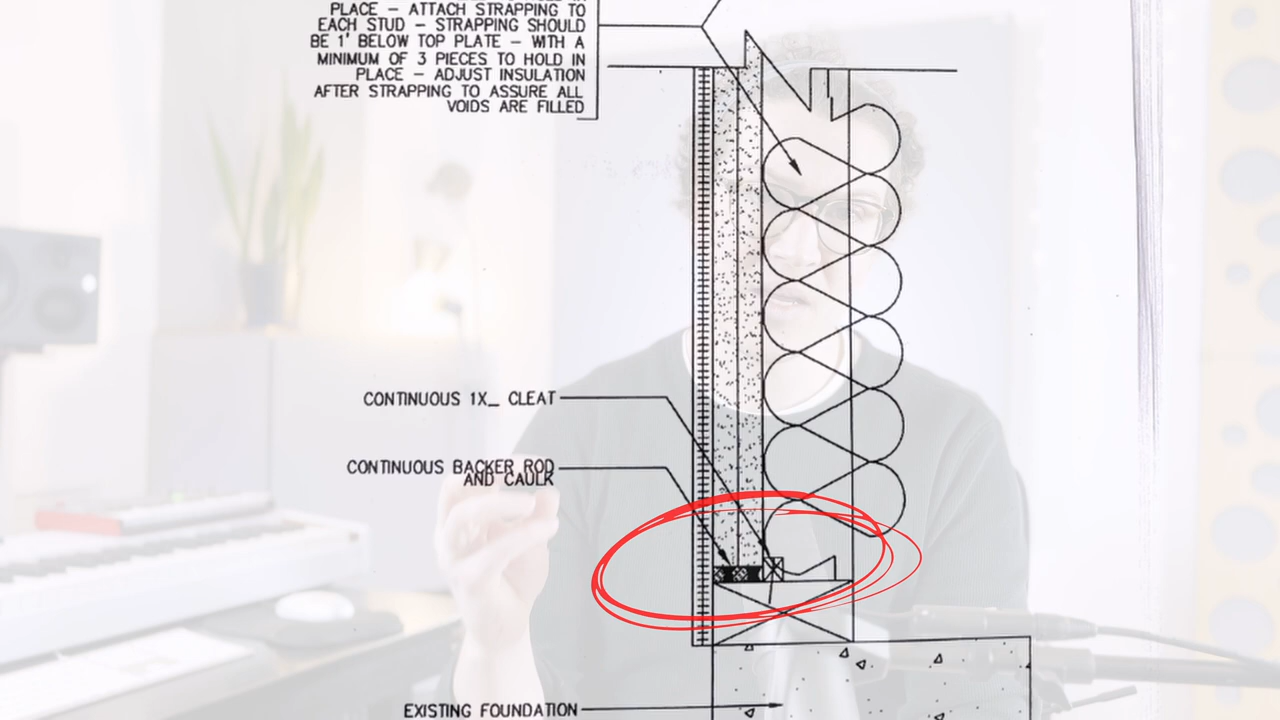 PLACE – ATTACH STRAPPING TO
EACH STUD – STRAPPING SHOULD
BE 1' BELOW TOP PLATE – WITH A
MINIMUM OF 3 PIECES TO HOLD IN
PLACE – ADJUST INSULATION
AFTER STRAPPING TO ASSURE ALL
VOIDS ARE FILLED
CONTINUOUS 1X_ CLEAT
CONTINUOUS BACKER ROD
AND CAULK
EXISTING FOUNDATION